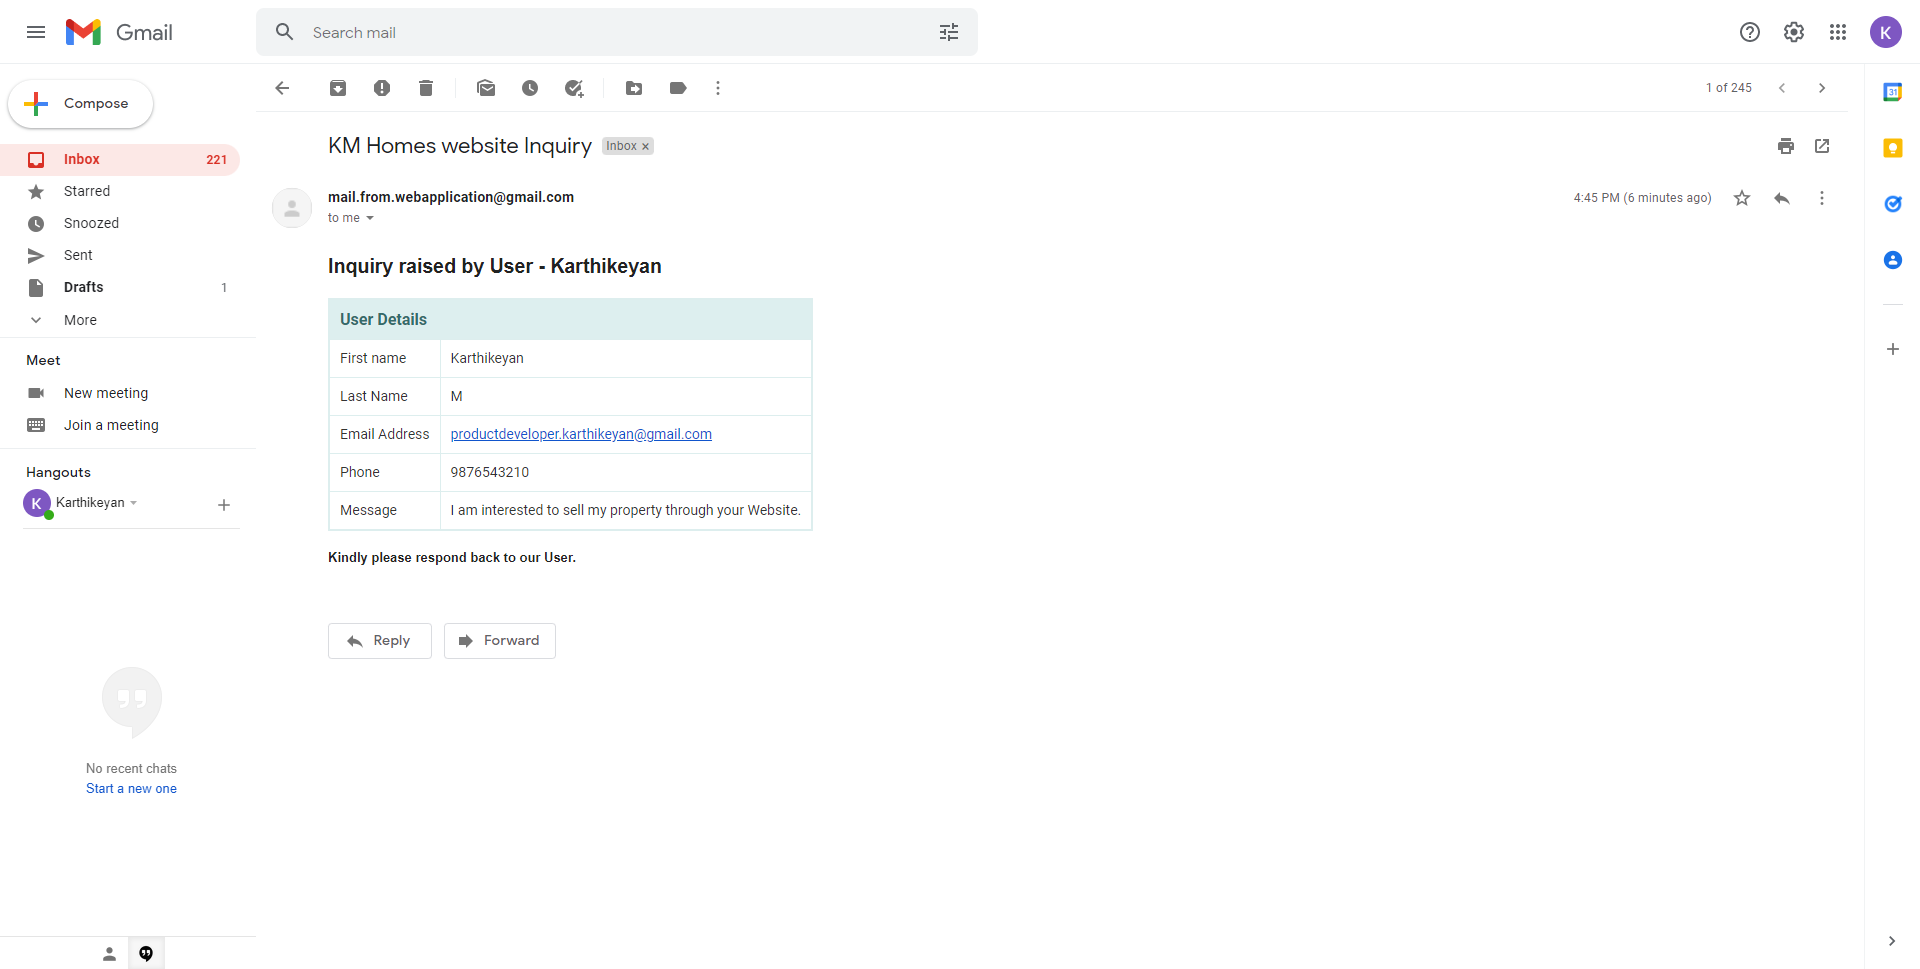 Gmail
Search mail
K
Compose
1 of 245
31
KM Homes website Inquiry
Inbox x
Inbox 221
Starred
Snoozed
Sent
Drafts 1
More
mail.from.webapplication@gmail.com
4:45 PM (6 minutes ago)
to me
Inquiry raised by User - Karthikeyan
User Details
First name Karthikeyan
Last Name M
Email Address productdeveloper.karthikeyan@gmail.com
Phone 9876543210
Message I am interested to sell my property through your Website.
Kindly please respond back to our User.
Reply
Forward
Meet
New meeting
Join a meeting
Hangouts
K Karthikeyan
No recent chats
Start a new one